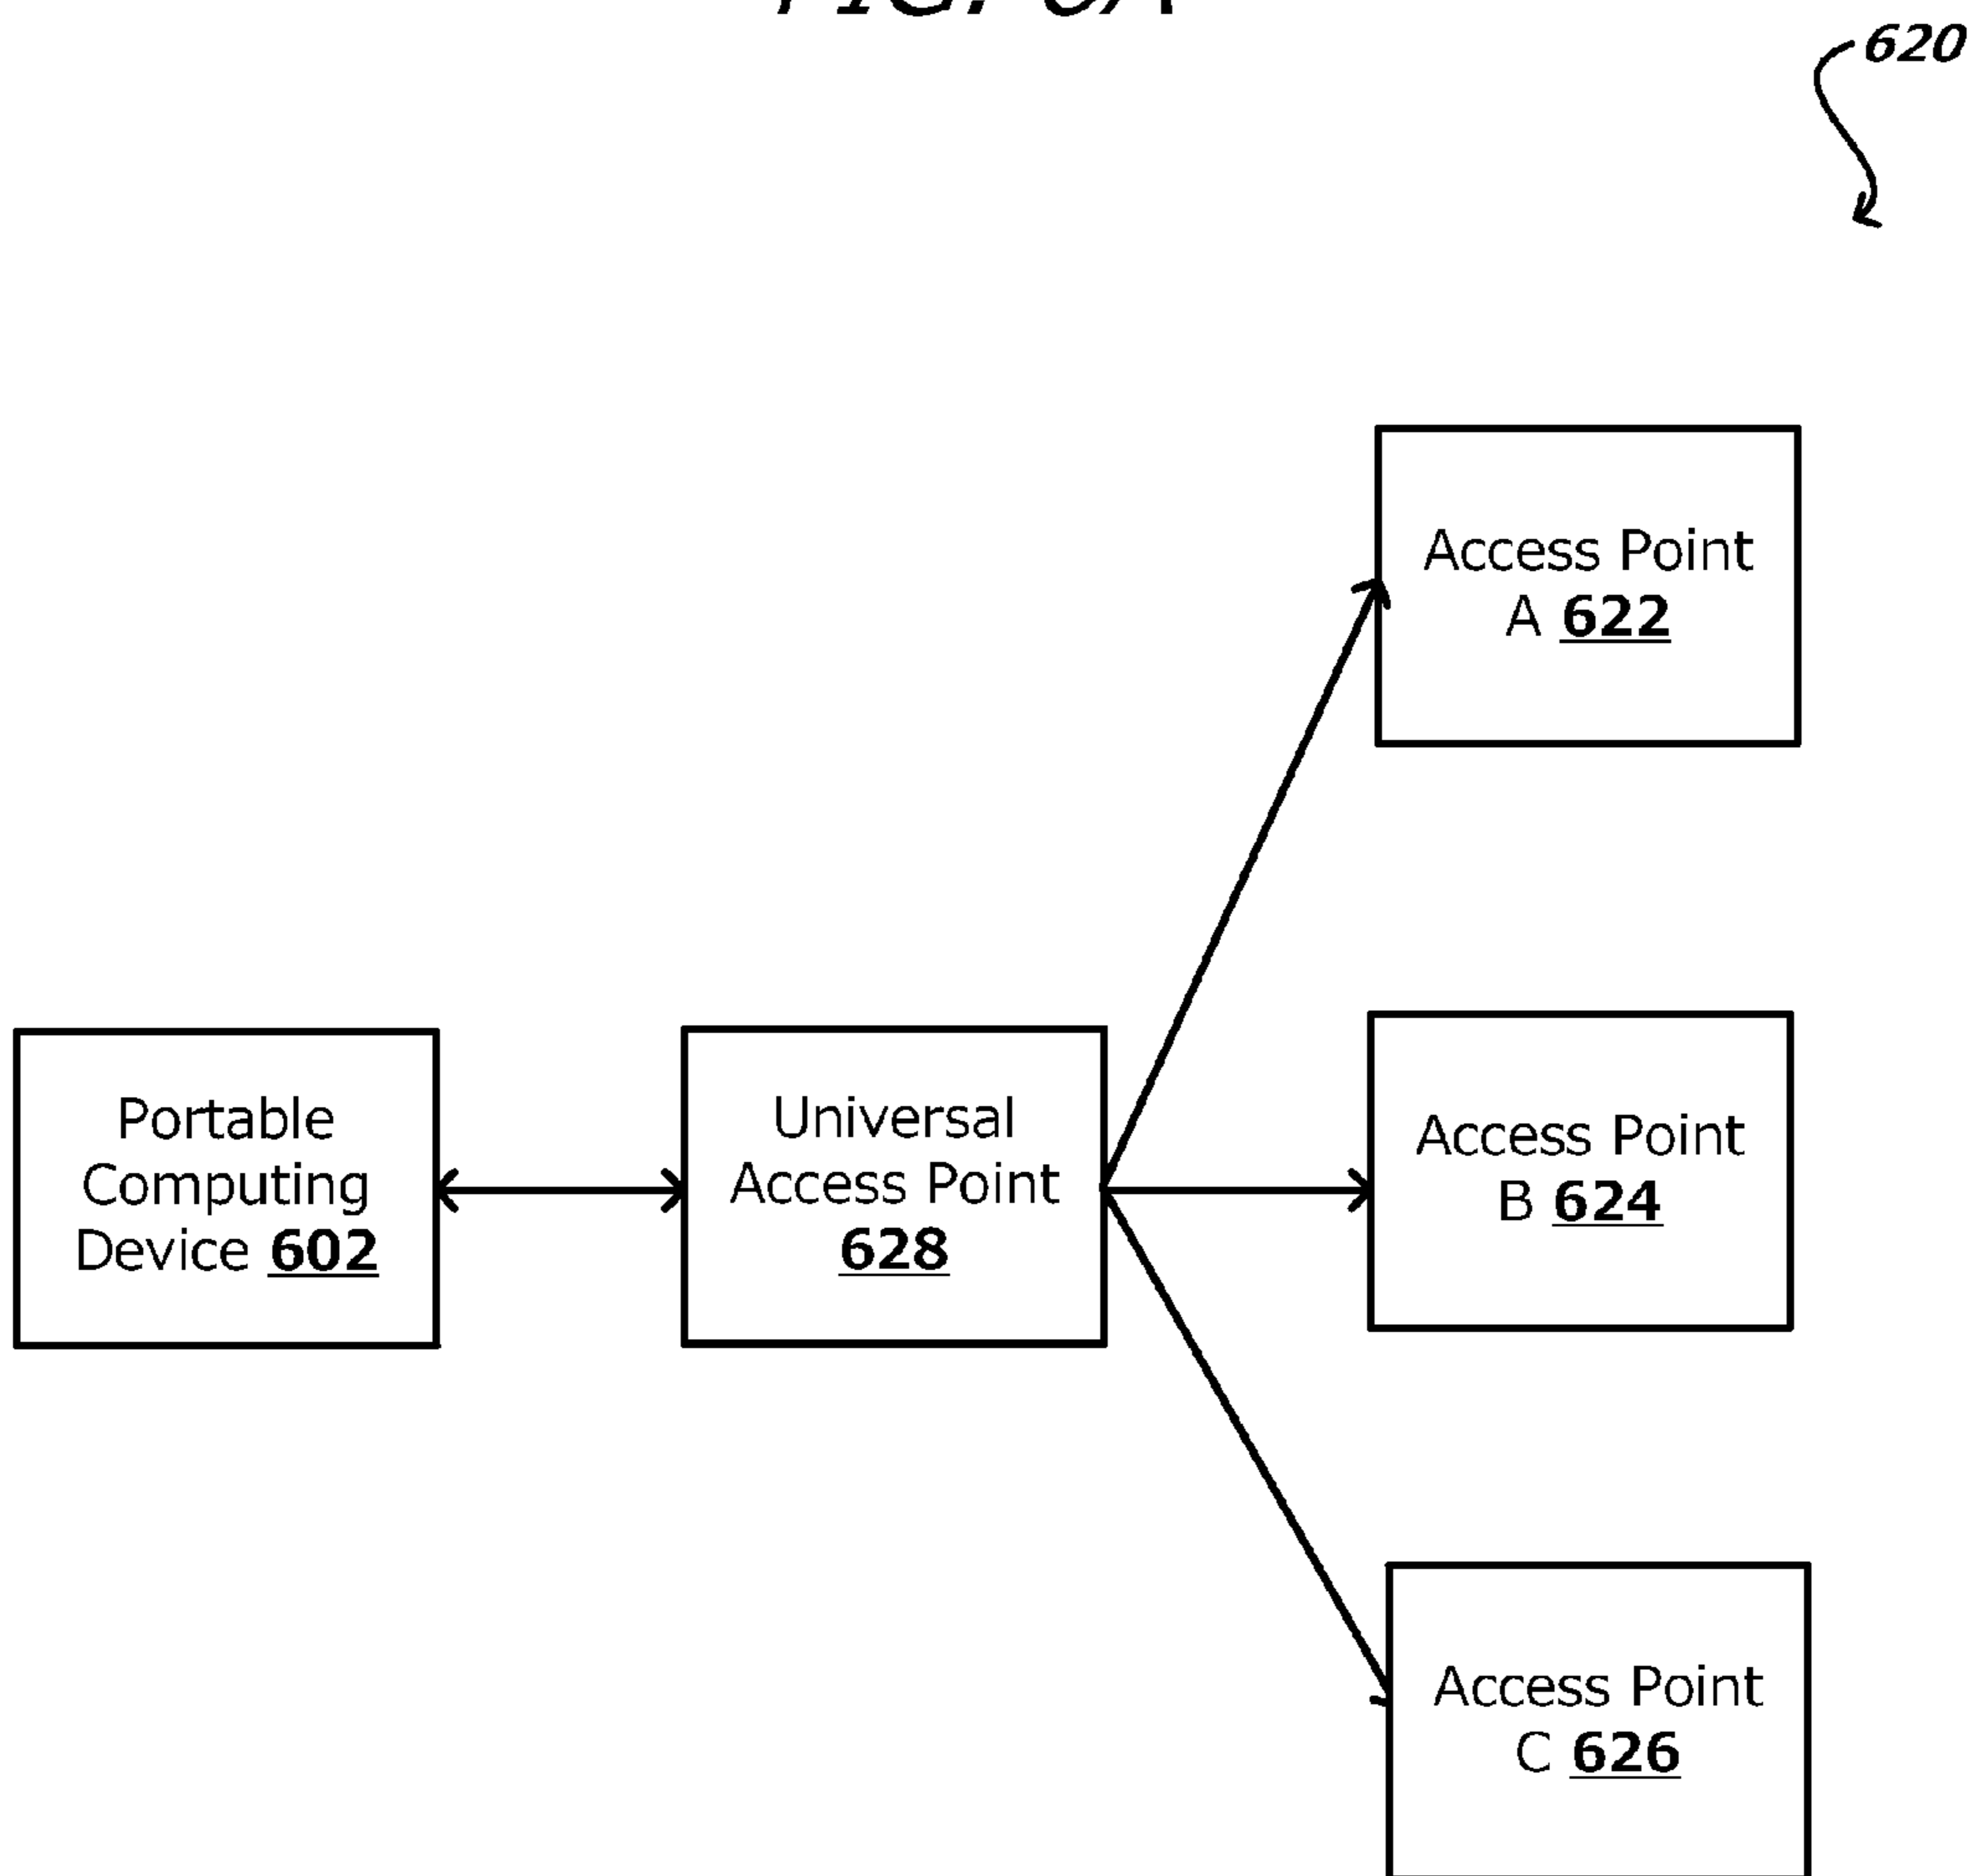 620
Access Point
A 622
Portable
Computing
Device 602
Universal
Access Point
628
Access Point
B 624
Access Point
C 626